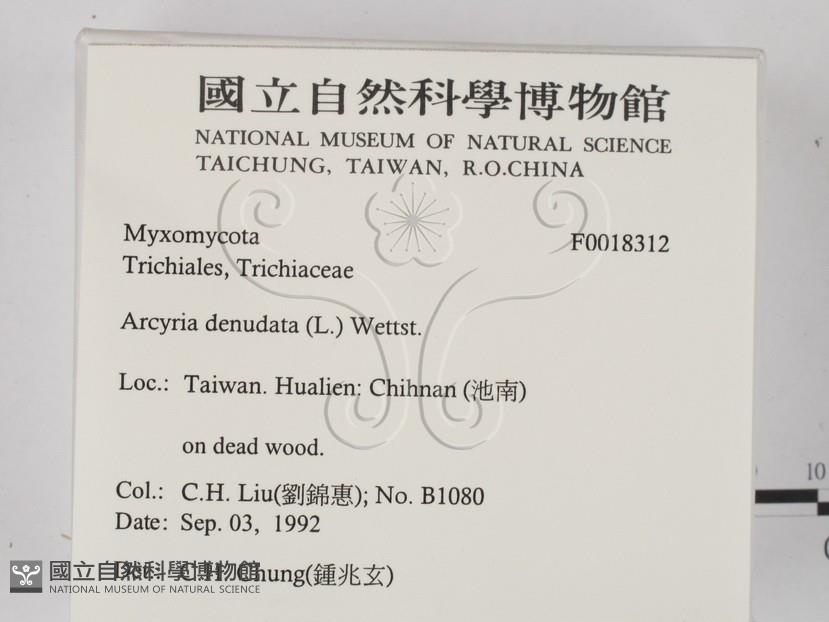 國立自然科學博物館
NATIONAL MUSEUM OF NATURAL SCIENCE
TAICHUNG, TAIWAN, R.O.CHINA
Myxomycota F0018312
Trichiales, Trichiaceae
Arcyria denudata (L.) Wettst.
Loc.: Taiwan. Hualien: Chihnan (池南)
on dead wood.
Col.: C.H. Liu(劉錦惠); No. B1080
Date: Sep. 03, 1992
Det.: C.H. Chung(鍾兆玄)
國立自然科學博物館
NATIONAL MUSEUM OF NATURAL SCIENCE
10